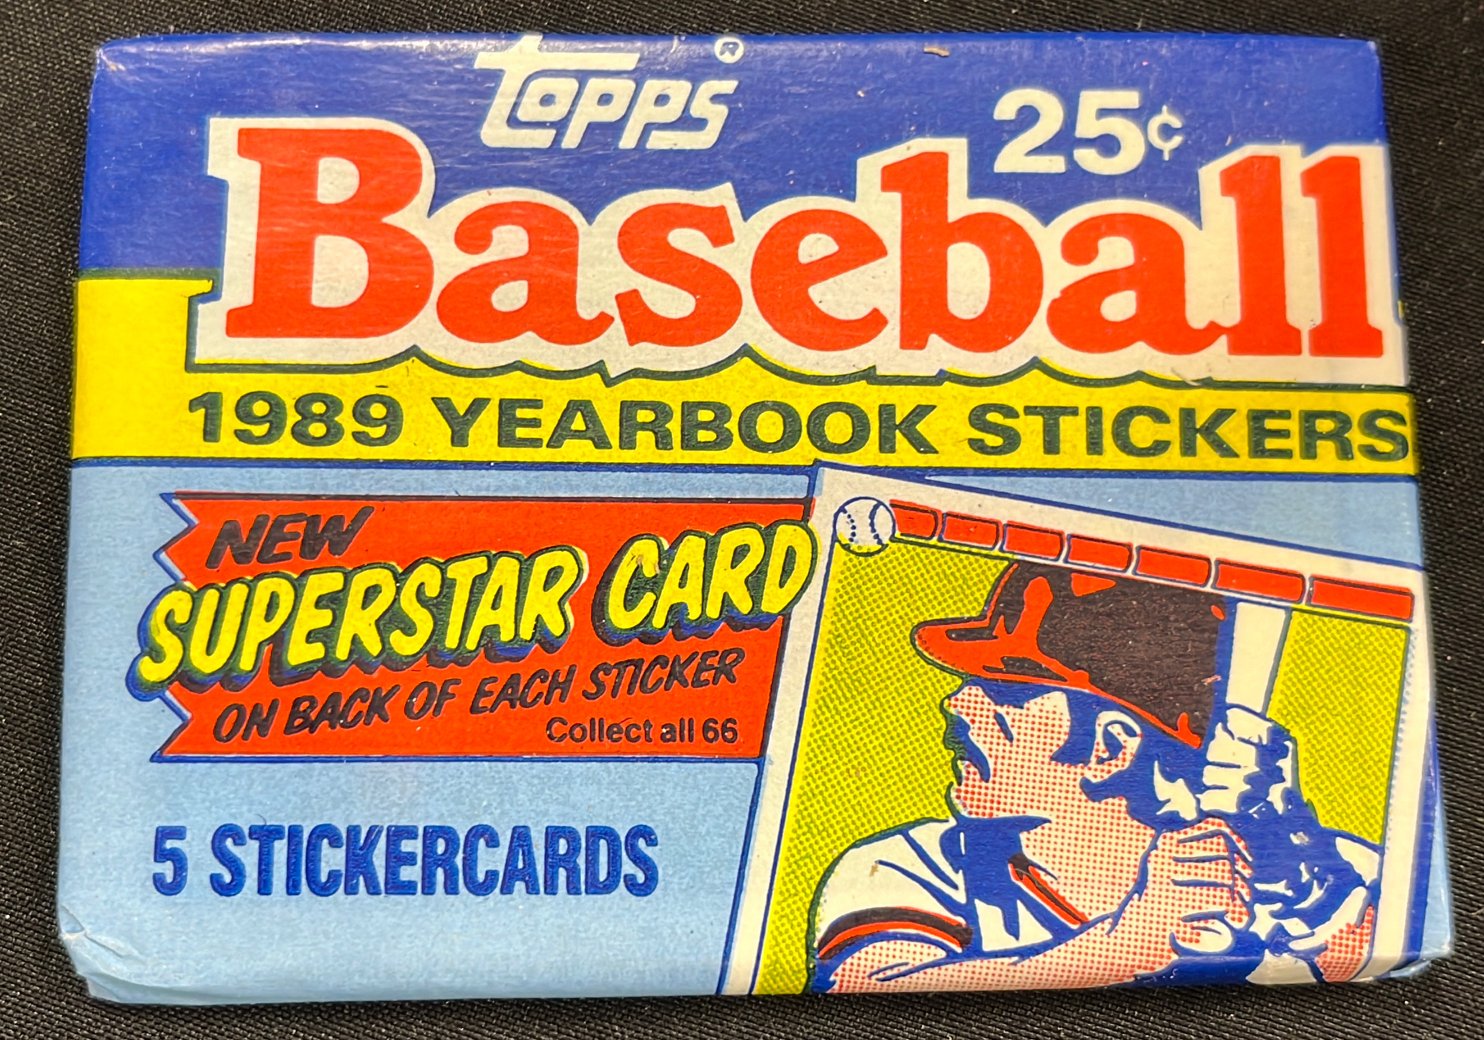 Topps®
25¢
Baseball
1989 YEARBOOK STICKERS
NEW
SUPERSTAR CARD
ON BACK OF EACH STICKER
Collect all 66
5 STICKERCARDS